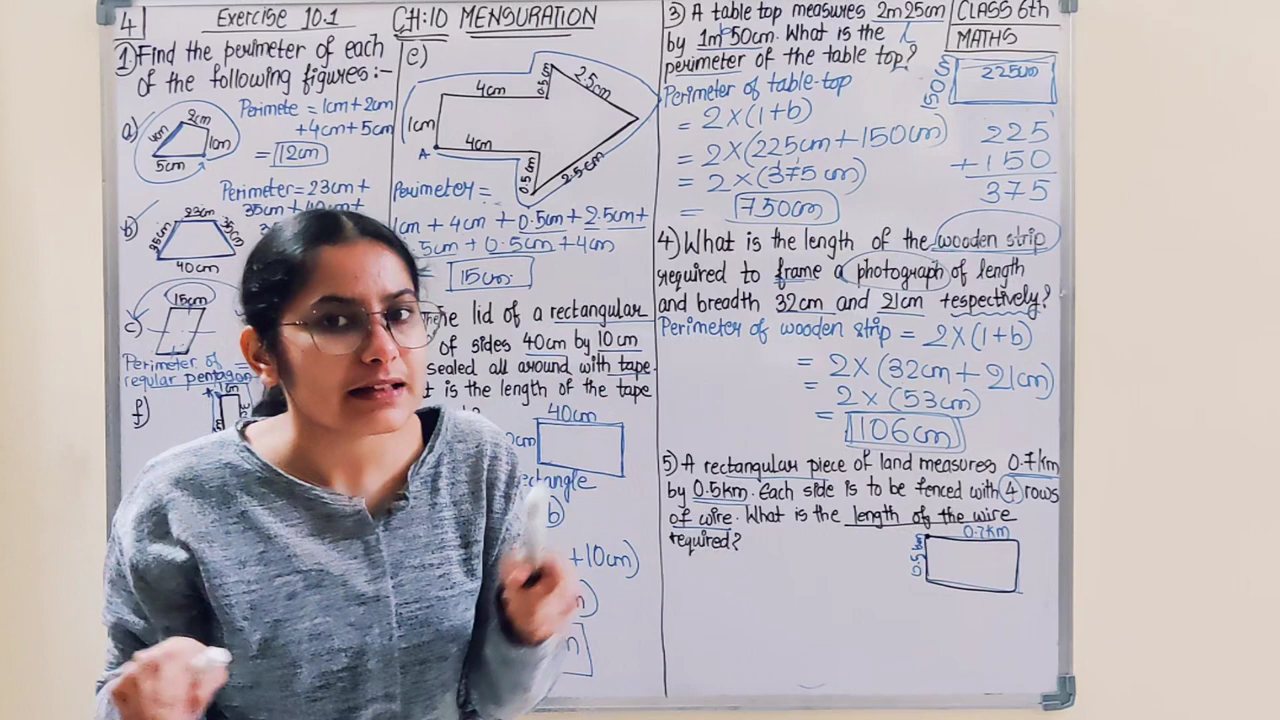 4
Exercise 10.1
CH:10 MENSURATION
CLASS 6th
MATHS
1) Find the perimeter of each
of the following figures:-
a)
2cm
1cm
5cm
Perimete = 1cm + 2cm
+4cm + 5cm
= 12cm
b)
23cm
35cm
40cm
Perimeter = 23cm +
35cm + 40cm +
c)
15cm
Perimeter of =
regular pentagon
f)
1cm
e)
4cm
0.5cm
2.5cm
1cm
4cm
A
0.5cm
2.5cm
Perimeter =
1cm + 4cm + 0.5cm + 2.5cm +
.5cm + 0.5cm + 4cm
= 15cm.
he lid of a rectangular
of sides 40cm by 10cm
sealed all around with tape.
t is the length of the tape
40cm
0cm
ectangle
b)
+10cm)
3) A table top measures 2m 25cm
by 1m 50cm. What is the
perimeter of the table top?
225cm
150cm
Perimeter of table-top
= 2×(l+b)
= 2×(225cm + 150cm)
= 2×(375cm)
= 750cm
225
+150
375
4) What is the length of the wooden strip
required to frame a photograph of length
and breadth 32cm and 21cm respectively?
Perimeter of wooden strip = 2×(l+b)
= 2×(32cm + 21cm)
= 2×(53cm)
= 106cm
5) A rectangular piece of land measures 0.7km
by 0.5km. Each side is to be fenced with 4 rows
of wire. What is the length of the wire
required?
0.7km
0.5km